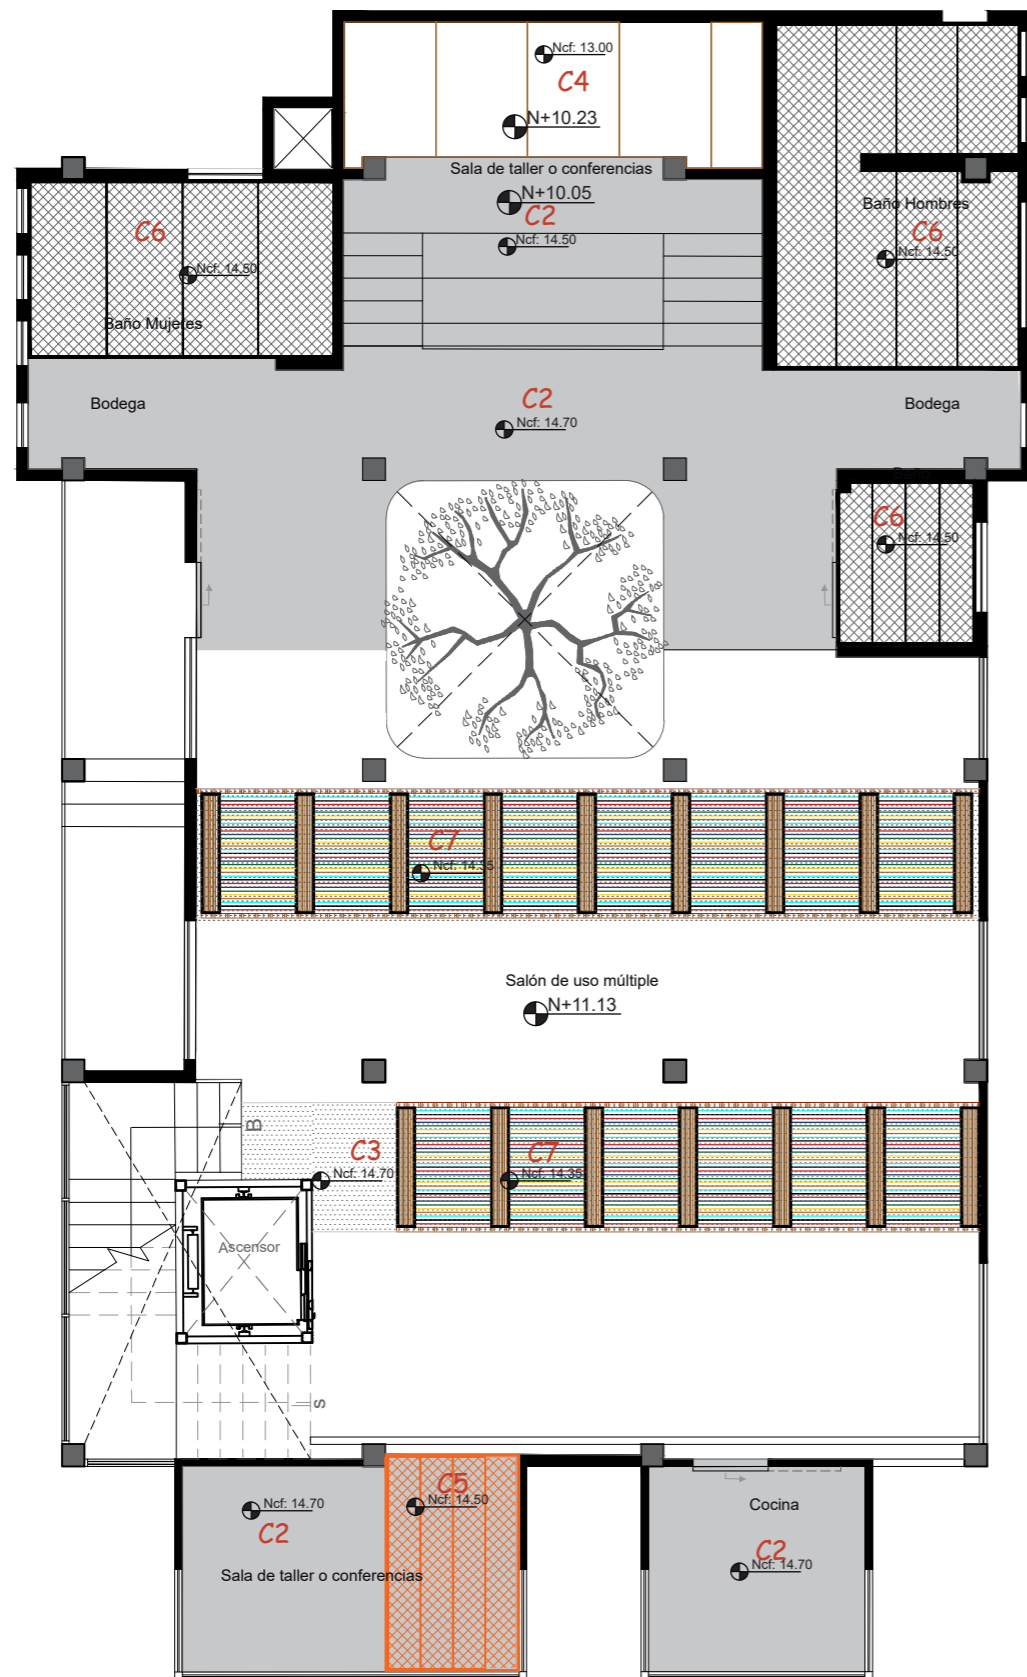 Ncf: 13.00
C4
N+10.23
Sala de taller o conferencias
N+10.05
C2
Ncf: 14.50
C6
Ncf: 14.50
Baño Mujeres
Baño Hombres
C6
Ncf: 14.50
Bodega
C2
Ncf: 14.70
Bodega
C6
Ncf: 14.50
C7
Ncf: 14.35
Salón de uso múltiple
N+11.13
B
C3
Ncf: 14.70
C7
Ncf: 14.35
Ascensor
S
C5
Ncf: 14.50
Ncf: 14.70
C2
Sala de taller o conferencias
Cocina
C2
Ncf: 14.70